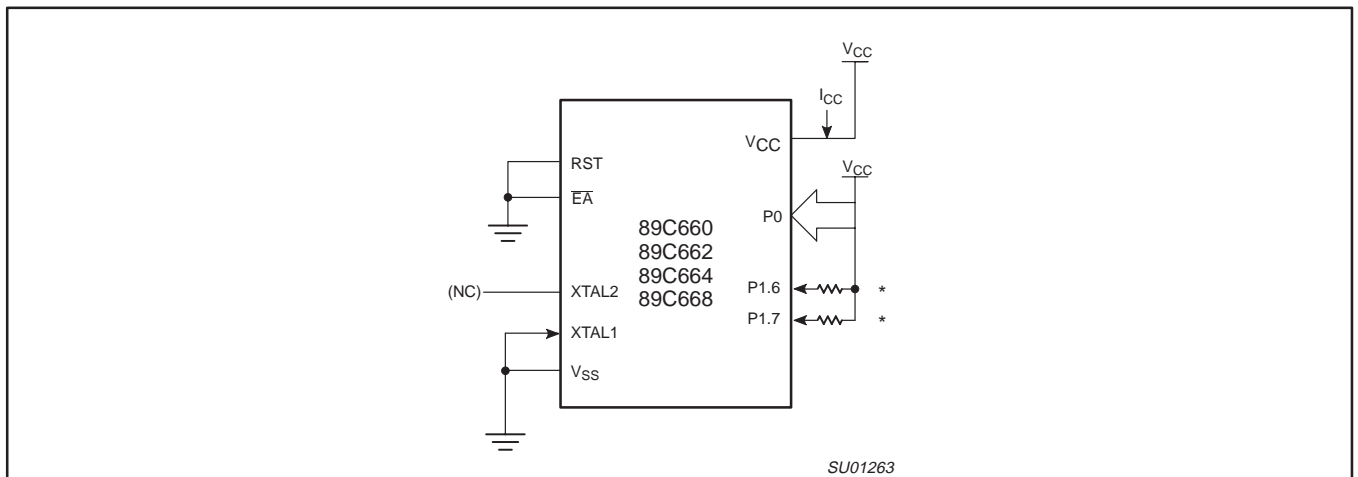 VCC
ICC
VCC
RST
EA
VCC
P0
89C660
89C662
89C664
89C668
(NC)
XTAL2
P1.6
*
P1.7
*
XTAL1
VSS
SU01263